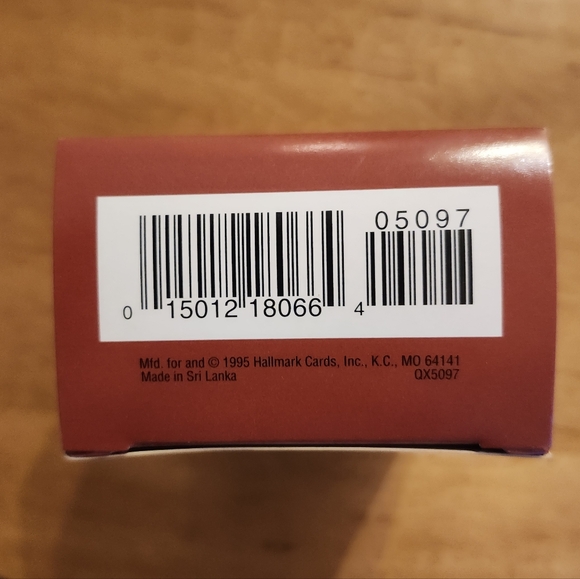 05097
0 15012 18066 4
Mfd. for and © 1995 Hallmark Cards, Inc., K.C., MO 64141
Made in Sri Lanka QX5097